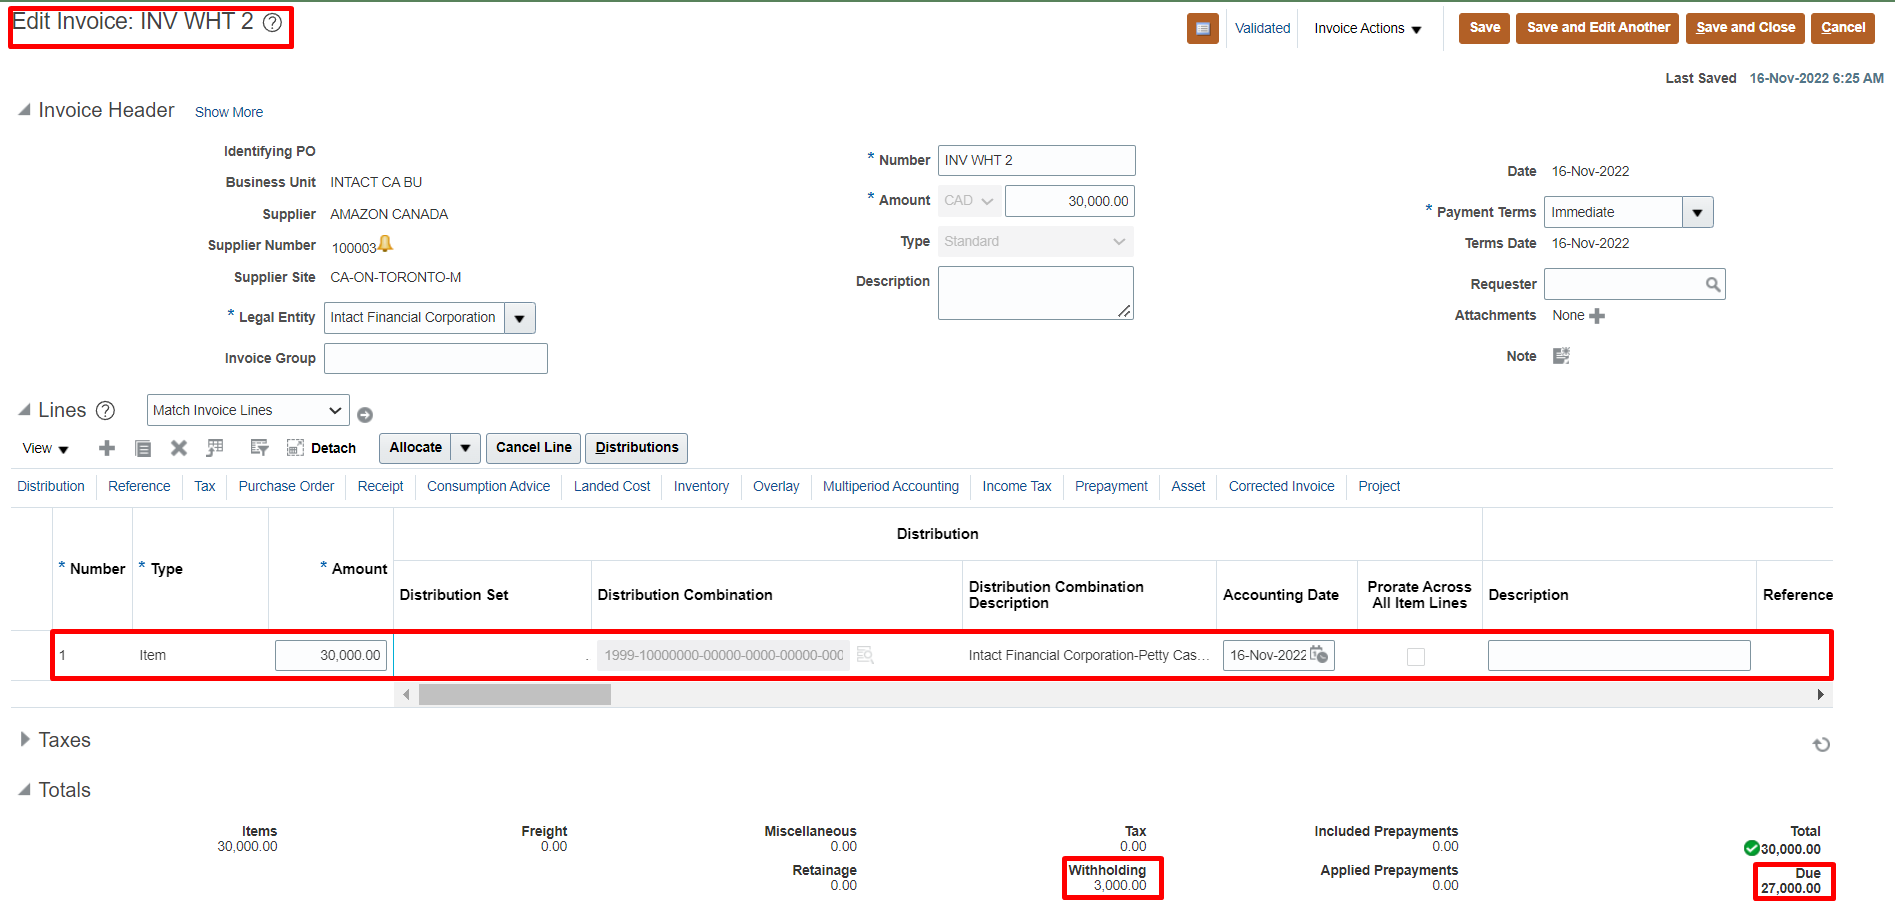 Edit Invoice: INV WHT 2
Validated
Invoice Actions
Save
Save and Edit Another
Save and Close
Cancel
Last Saved 16-Nov-2022 6:25 AM
Invoice Header Show More
Identifying PO
Business Unit INTACT CA BU
Supplier AMAZON CANADA
Supplier Number 100003
Supplier Site CA-ON-TORONTO-M
* Legal Entity Intact Financial Corporation
Invoice Group
* Number INV WHT 2
* Amount CAD 30,000.00
Type Standard
Description
Date 16-Nov-2022
* Payment Terms Immediate
Terms Date 16-Nov-2022
Requester
Attachments None
Note
Lines Match Invoice Lines
View Detach Allocate Cancel Line Distributions
Distribution Reference Tax Purchase Order Receipt Consumption Advice Landed Cost Inventory Overlay Multiperiod Accounting Income Tax Prepayment Asset Corrected Invoice Project
Distribution
* Number * Type * Amount
Distribution Set Distribution Combination Distribution Combination Description Accounting Date Prorate Across All Item Lines Description Reference
1 Item 30,000.00 . 1999-10000000-00000-0000-00000-000 Intact Financial Corporation-Petty Cas... 16-Nov-2022
Taxes
Totals
Items Freight Miscellaneous Tax Included Prepayments Total
30,000.00 0.00 0.00 0.00 0.00 30,000.00
Retainage Withholding Applied Prepayments Due
0.00 3,000.00 0.00 27,000.00